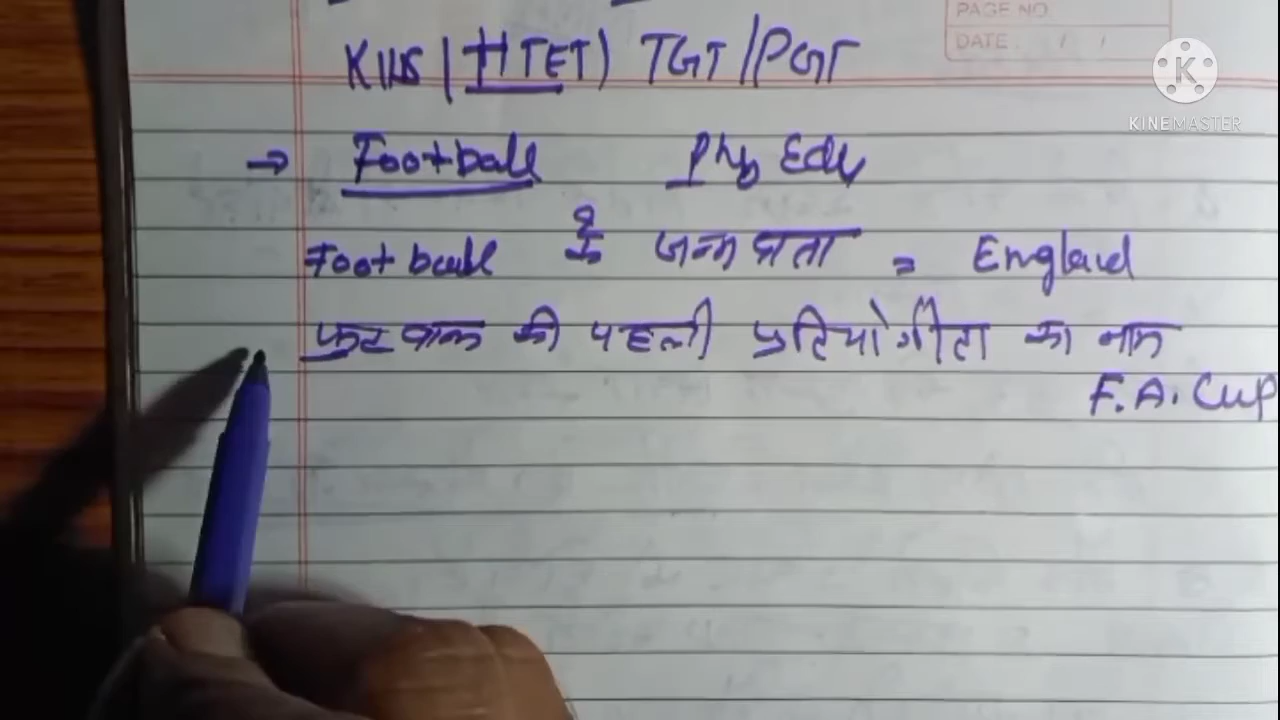 PAGE NO.
DATE: / /
K
KINEMASTER
KVS (HTET) TGT/PGT
→ Football Phy Edu
Football के जन्मदाता = England
फुटबाल की पहली प्रतियोगीता का नाम
F.A. Cup